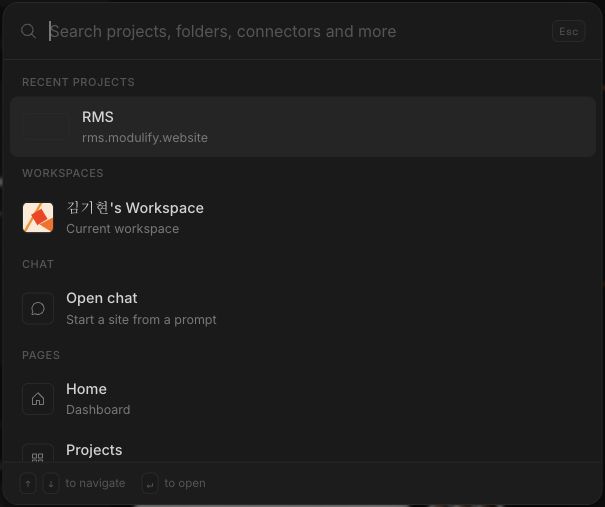 Search projects, folders, connectors and more
Esc
RECENT PROJECTS
RMS
rms.modulify.website
WORKSPACES
김기현's Workspace
Current workspace
CHAT
Open chat
Start a site from a prompt
PAGES
Home
Dashboard
Projects
↑ ↓ to navigate ↵ to open